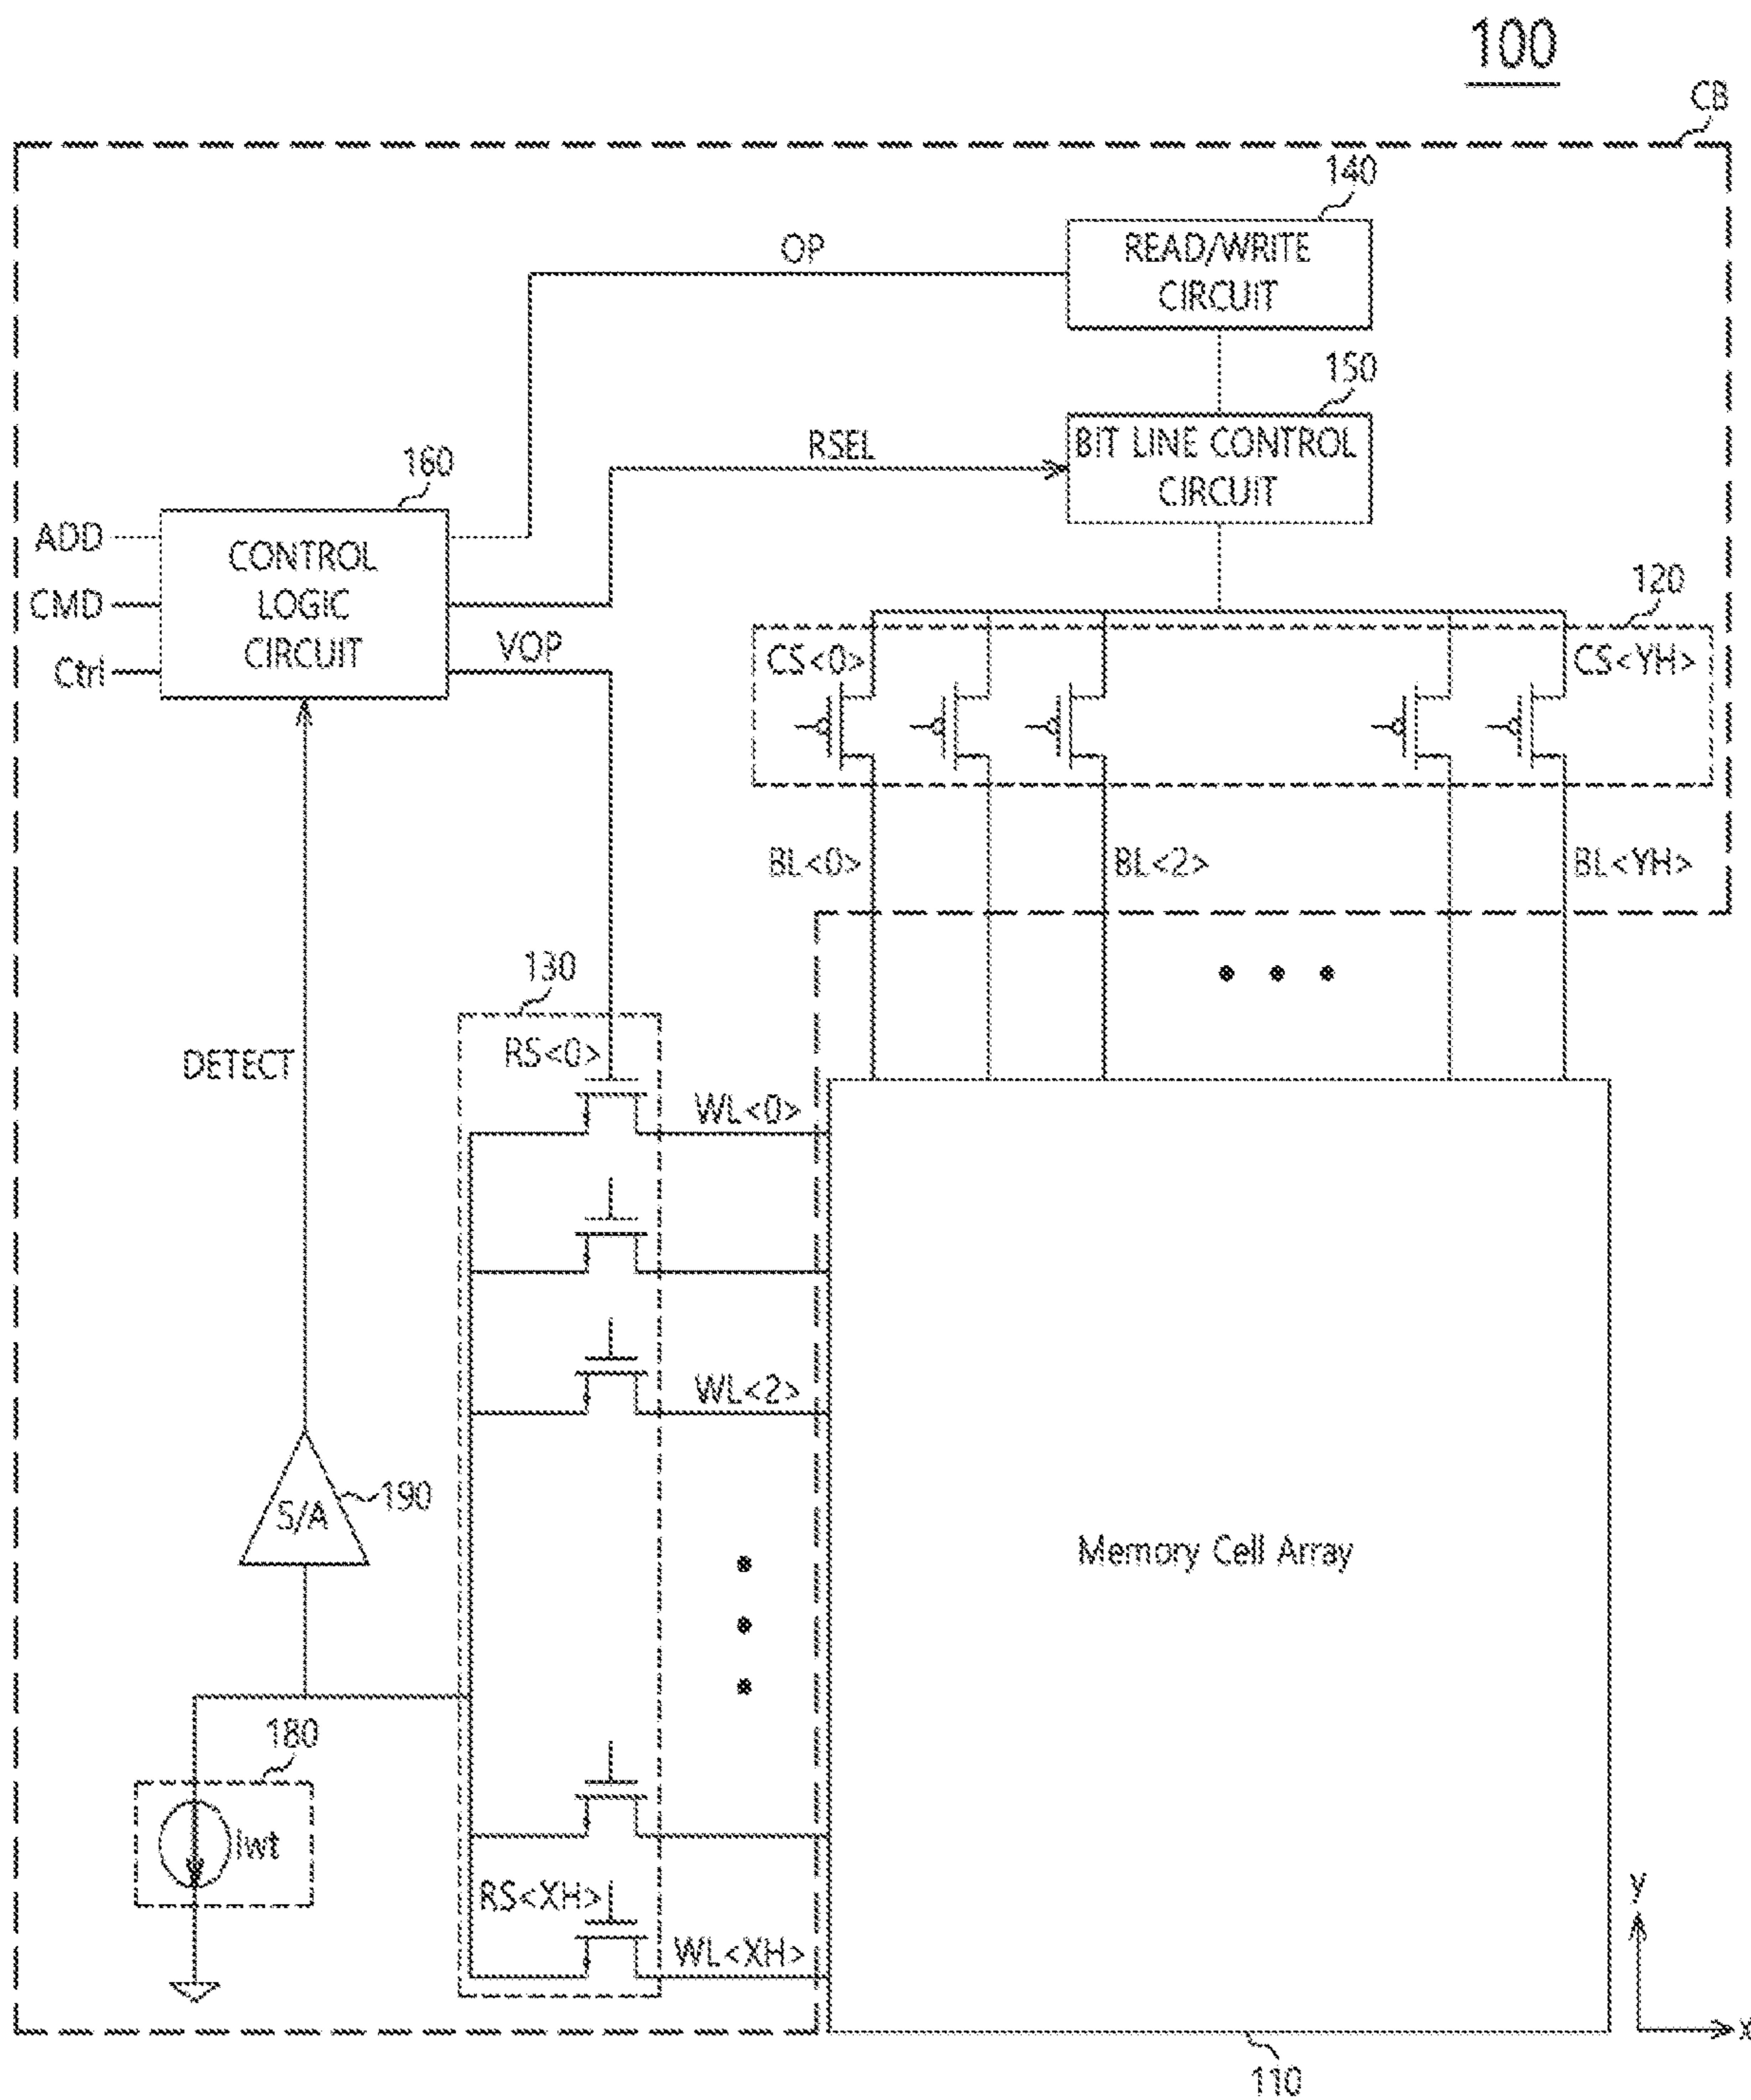 100
CB
140
OP
READ/WRITE
CIRCUIT
150
RSEL
BIT LINE CONTROL
CIRCUIT
160
ADD
CMD
Ctrl
CONTROL
LOGIC
CIRCUIT
VOP
120
CS<0>
CS<YH>
BL<0>
BL<2>
BL<YH>
130
RS<0>
DETECT
WL<0>
WL<2>
S/A
190
Memory Cell Array
180
Iwt
RS<XH>
WL<XH>
y
x
110